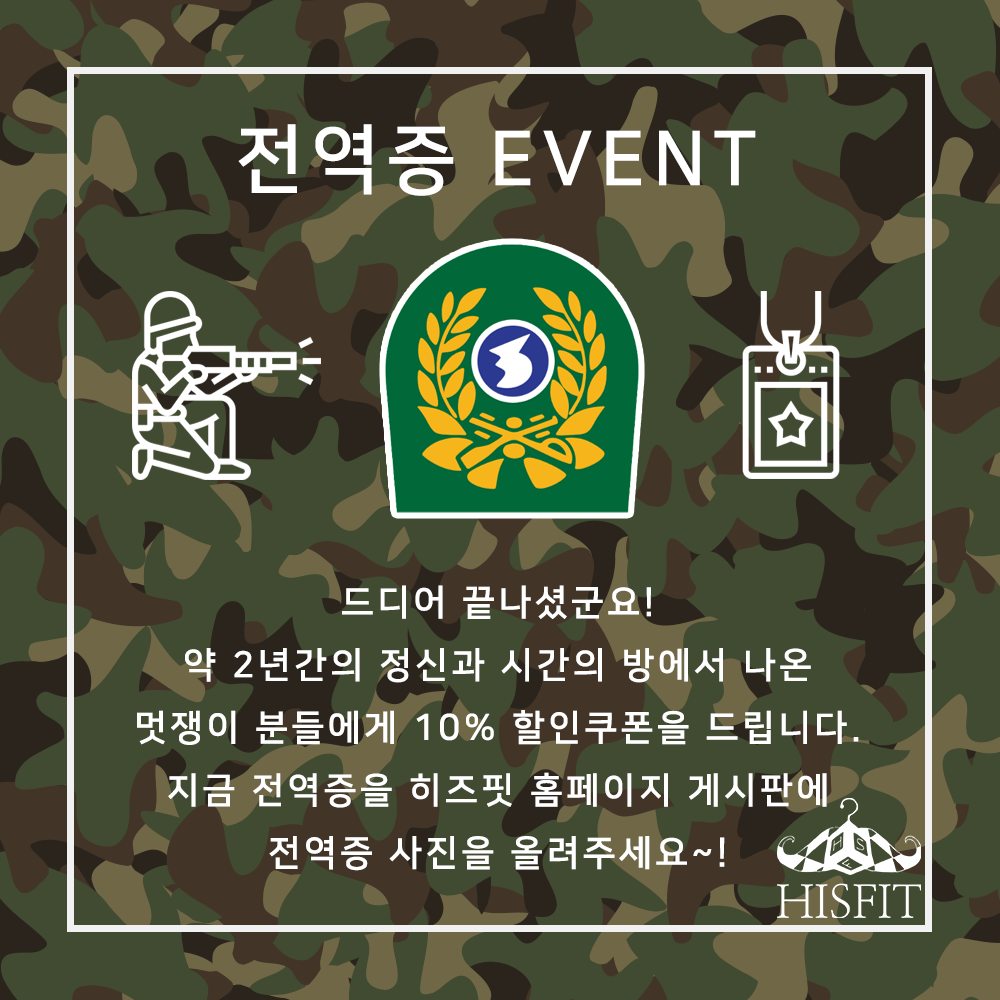 전역증 EVENT
드디어 끝나셨군요!
약 2년간의 정신과 시간의 방에서 나온
멋쟁이 분들에게 10% 할인쿠폰을 드립니다.
지금 전역증을 히즈핏 홈페이지 게시판에
전역증 사진을 올려주세요~!
H S F
HISFIT